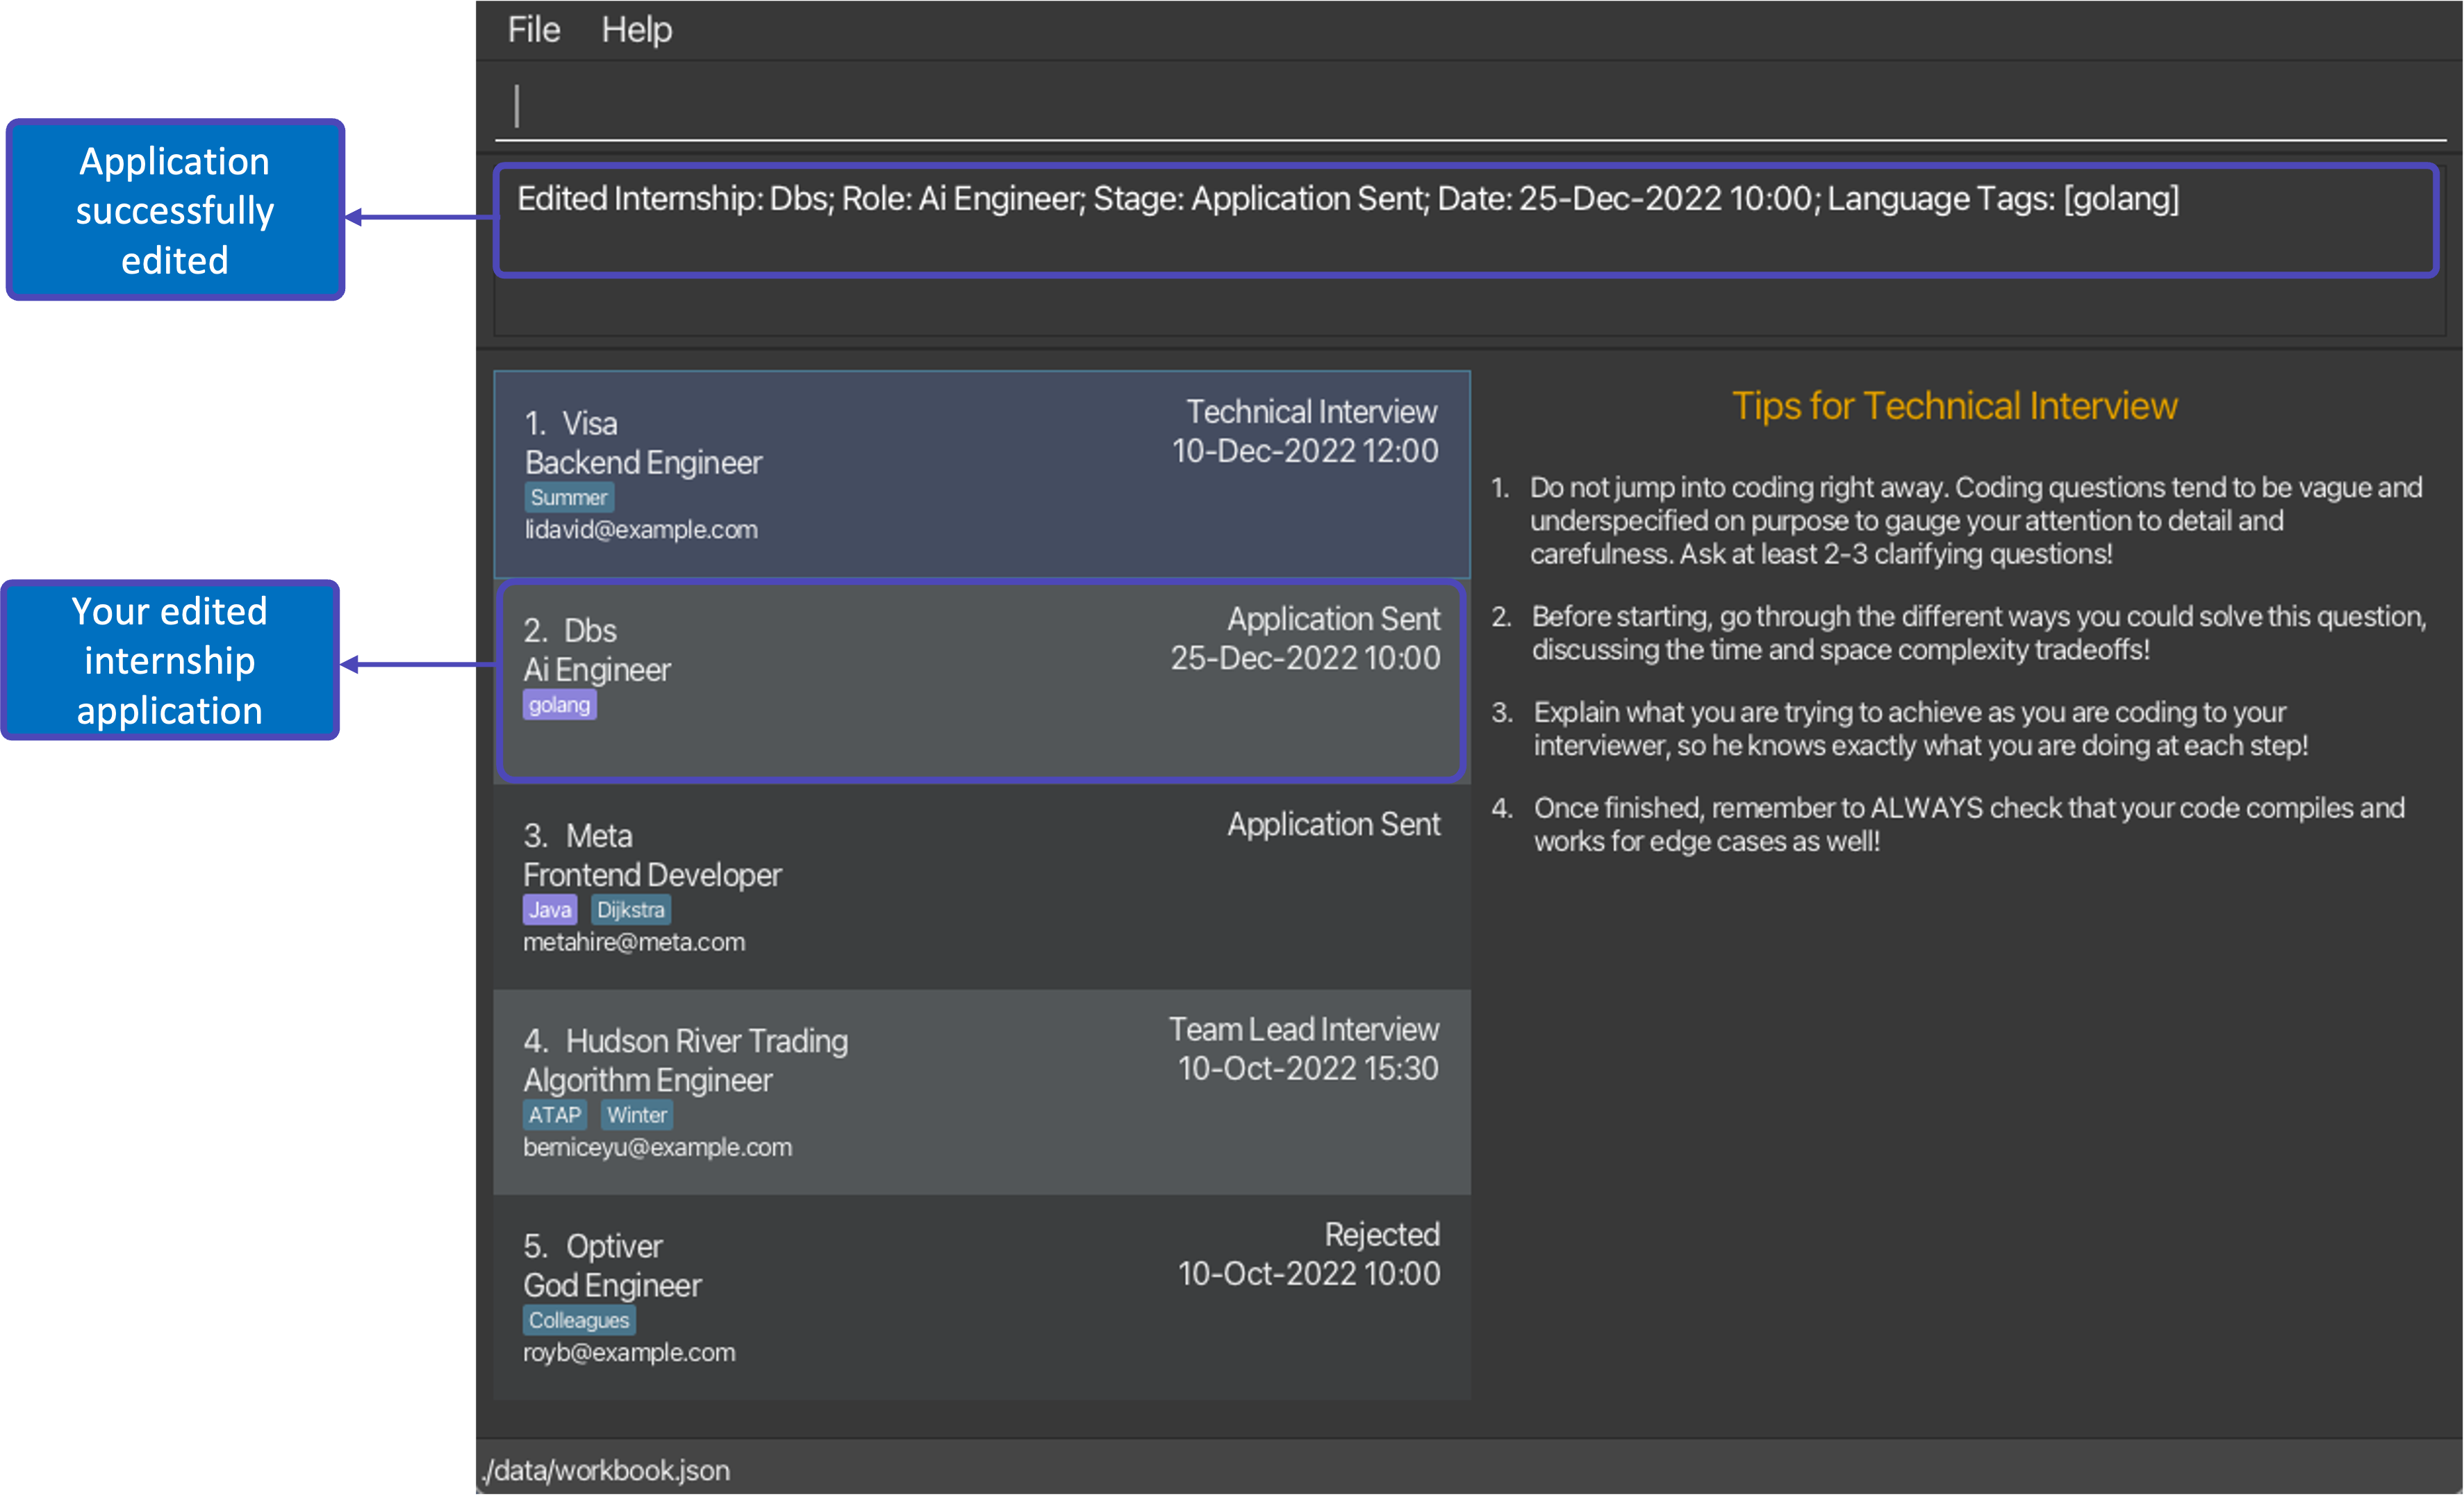 File Help
Application
successfully
edited
Edited Internship: Dbs; Role: Ai Engineer; Stage: Application Sent; Date: 25-Dec-2022 10:00; Language Tags: [golang]
1. Visa
Technical Interview
Backend Engineer
10-Dec-2022 12:00
Summer
lidavid@example.com
Your edited
internship
application
2. Dbs
Application Sent
Ai Engineer
25-Dec-2022 10:00
golang
3. Meta
Application Sent
Frontend Developer
Java Dijkstra
metahire@meta.com
4. Hudson River Trading
Team Lead Interview
Algorithm Engineer
10-Oct-2022 15:30
ATAP Winter
berniceyu@example.com
5. Optiver
Rejected
God Engineer
10-Oct-2022 10:00
Colleagues
royb@example.com
Tips for Technical Interview
1. Do not jump into coding right away. Coding questions tend to be vague and
underspecified on purpose to gauge your attention to detail and
carefulness. Ask at least 2-3 clarifying questions!
2. Before starting, go through the different ways you could solve this question,
discussing the time and space complexity tradeoffs!
3. Explain what you are trying to achieve as you are coding to your
interviewer, so he knows exactly what you are doing at each step!
4. Once finished, remember to ALWAYS check that your code compiles and
works for edge cases as well!
./data/workbook.json